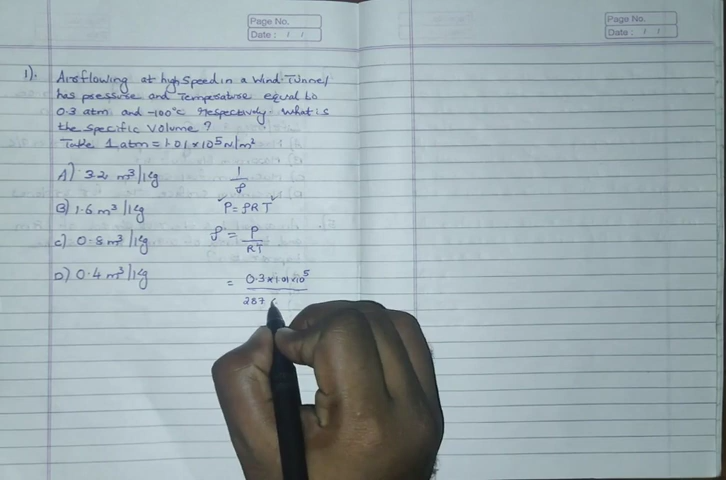 Page No.
Date : / /
Page No.
Date : / /
1). Air flowing at high speed in a Wind-Tunnel
has pressure and Temperature equal to
0.3 atm and -100°C respectively. What is
the specific Volume ?
Take 1 atm = 1.01 × 10⁵ N/m²
A) 3.2 m³/kg
B) 1.6 m³/kg
C) 0.8 m³/kg
D) 0.4 m³/kg
1/ρ
P = ρRT
ρ = P/RT
= 0.3×1.01×10⁵
287